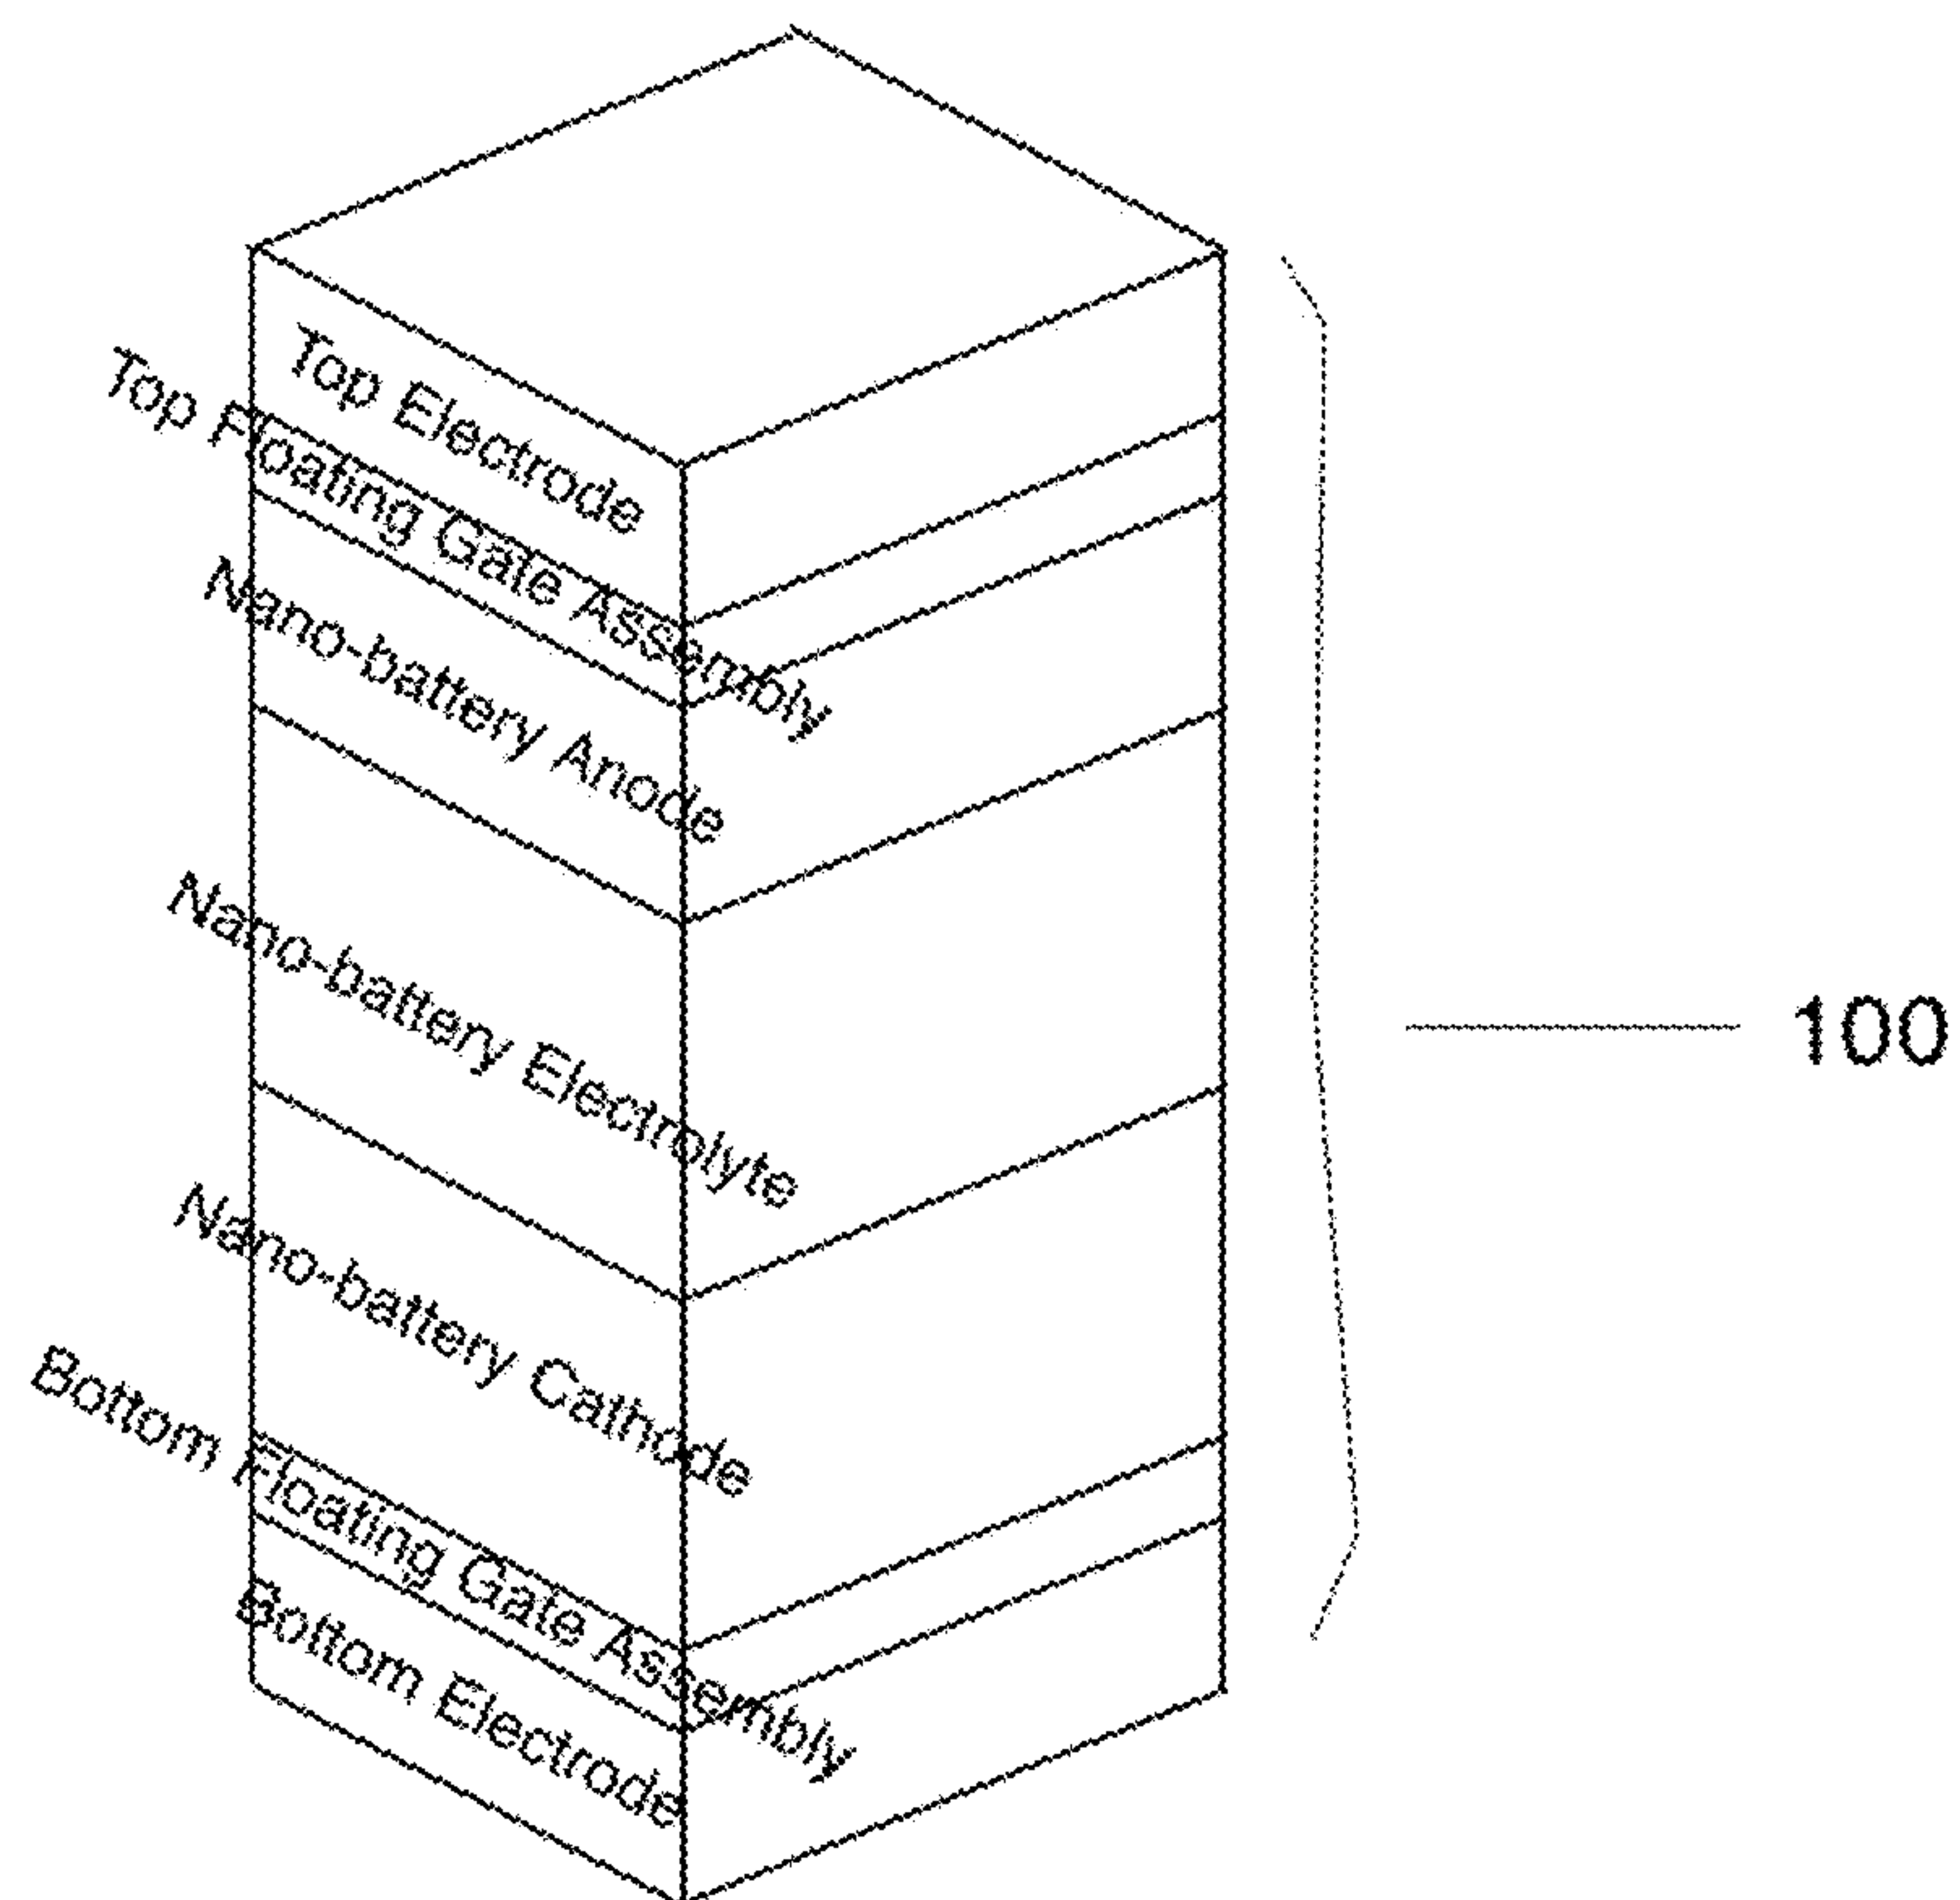 Top Electrode
Top Floating Gate Assembly
Nano-battery Anode
Nano-battery Electrolyte
100
Nano-battery Cathode
Bottom Floating Gate Assembly
Bottom Electrode